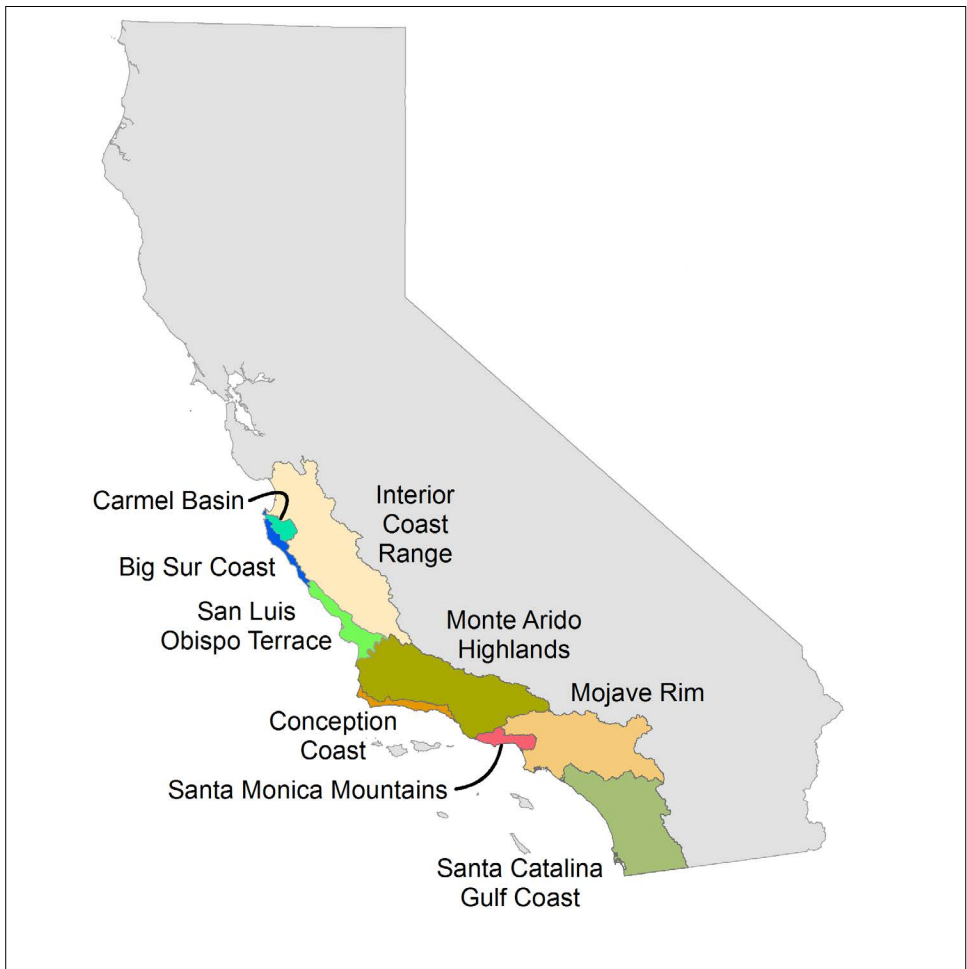 Carmel Basin
Interior
Coast
Range
Big Sur Coast
San Luis
Obispo Terrace
Monte Arido
Highlands
Mojave Rim
Conception
Coast
Santa Monica Mountains
Santa Catalina
Gulf Coast